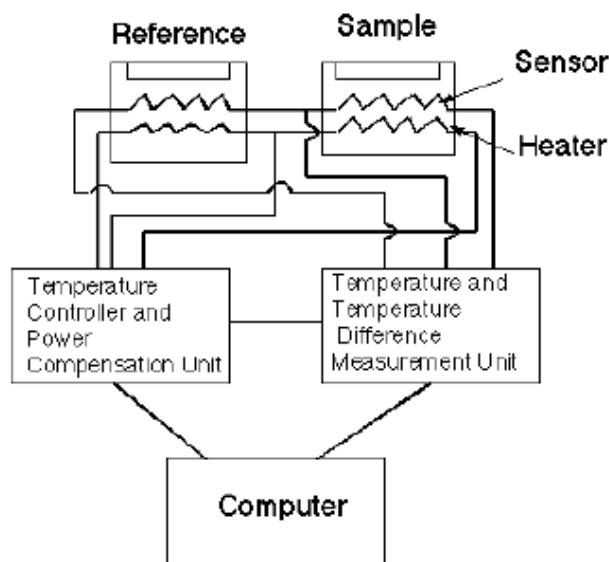 Reference
Sample
Sensor
Heater
Temperature
Controller and
Power
Compensation Unit
Temperature and
Temperature
Difference
Measurement Unit
Computer